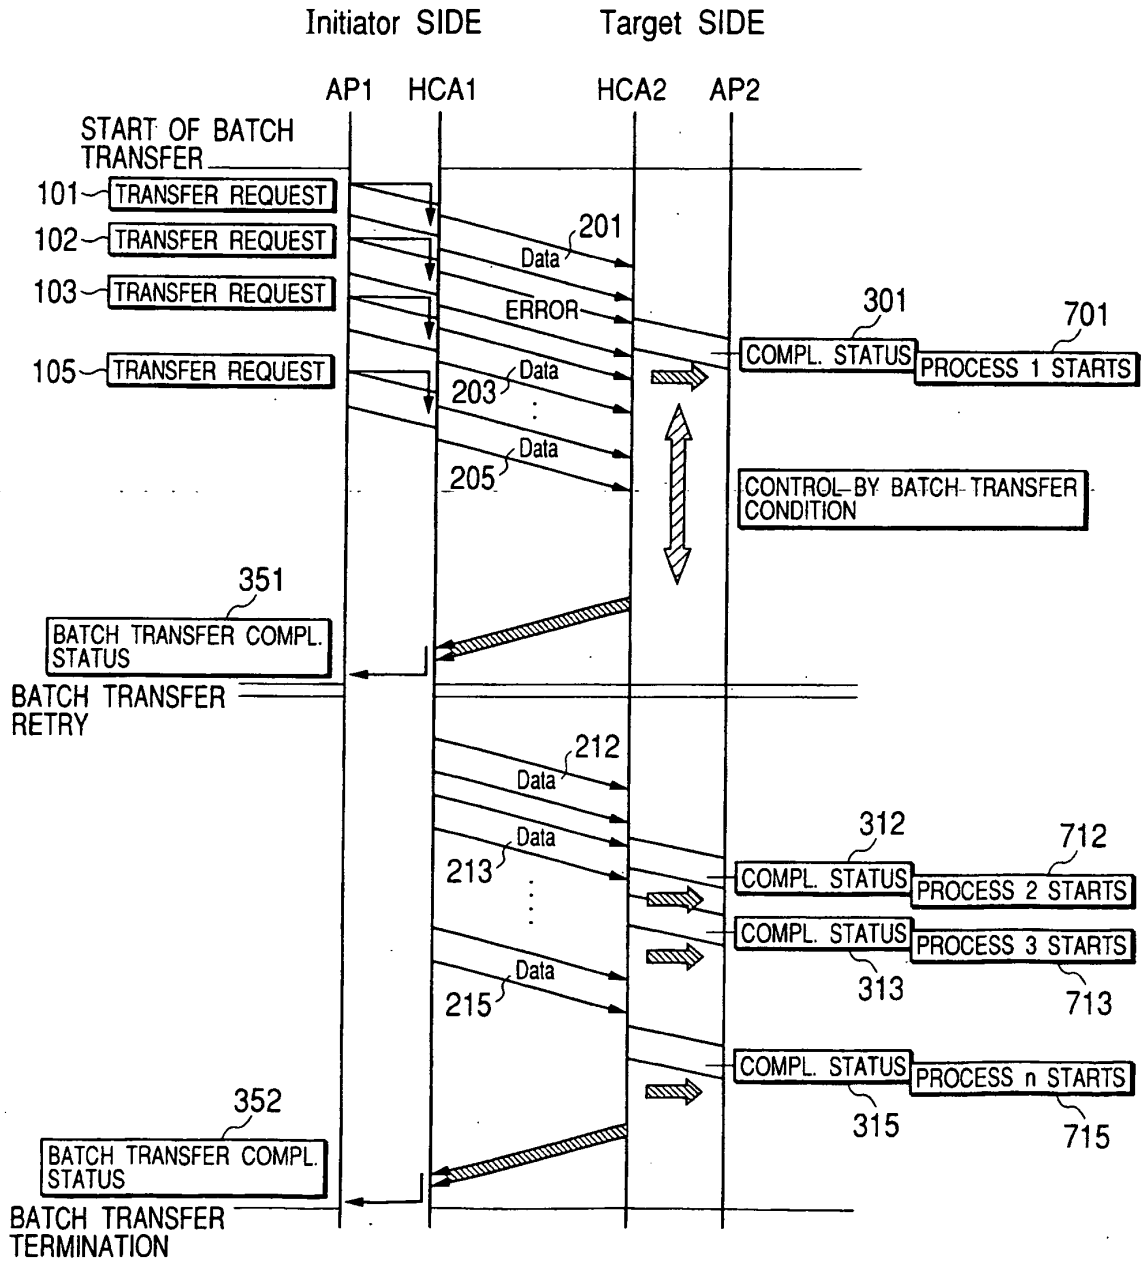 Initiator SIDE Target SIDE
AP1 HCA1 HCA2 AP2
START OF BATCH
TRANSFER
101 TRANSFER REQUEST
201
102 TRANSFER REQUEST
Data
103 TRANSFER REQUEST
ERROR
301 701
COMPL. STATUS
PROCESS 1 STARTS
105 TRANSFER REQUEST
Data
203
Data
205
CONTROL BY BATCH TRANSFER
CONDITION
351
BATCH TRANSFER COMPL.
STATUS
BATCH TRANSFER
RETRY
212
Data
312 712
Data
213
COMPL. STATUS
PROCESS 2 STARTS
COMPL. STATUS
PROCESS 3 STARTS
313
713
Data
215
COMPL. STATUS
PROCESS n STARTS
315
715
352
BATCH TRANSFER COMPL.
STATUS
BATCH TRANSFER
TERMINATION